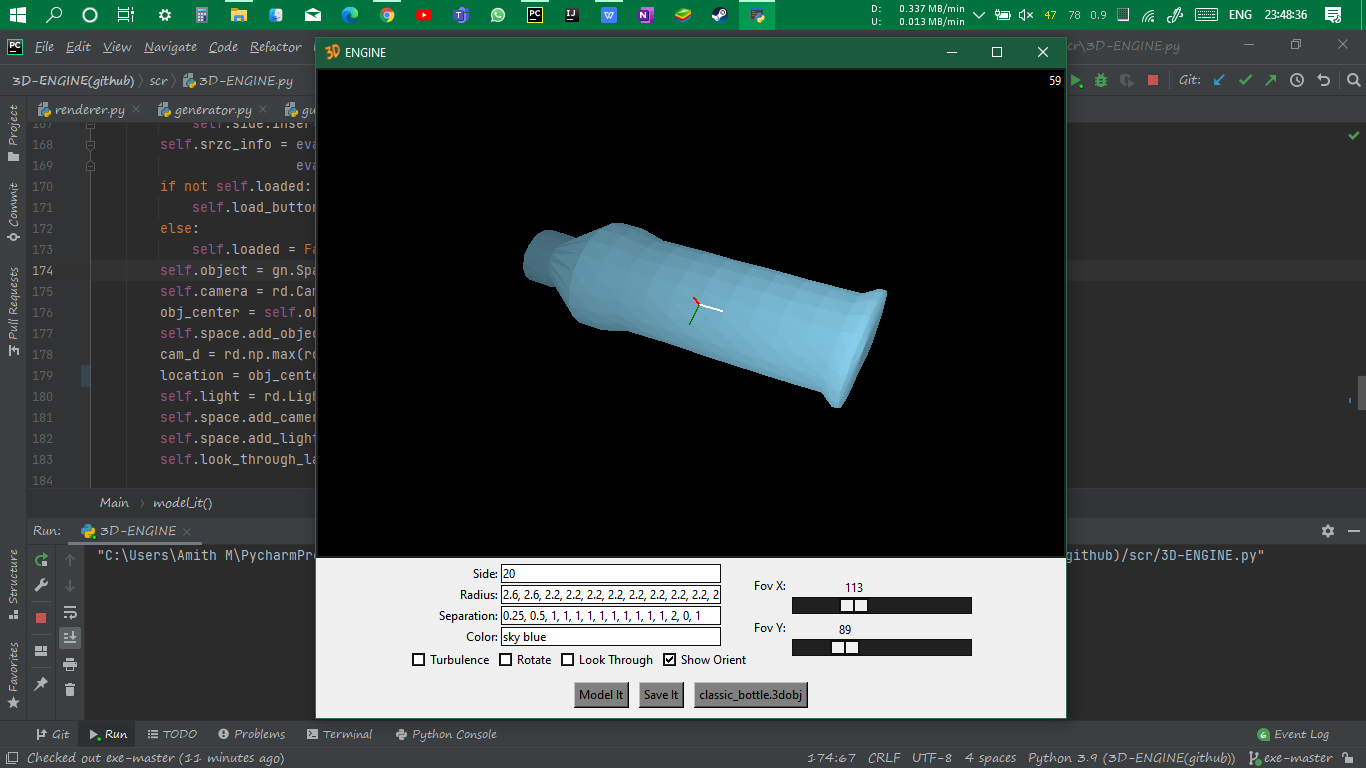 D: 0.337 MB/min
U: 0.013 MB/min
47 78 0.9 ENG 23:48:36
PC File Edit View Navigate Code Refactor
3D ENGINE
cr\3D-ENGINE.py
3D-ENGINE(github) scr 3D-ENGINE.py
Git:
renderer.py generator.py gu
59
167 self.side.inser
168 self.srzc_info = eva
169 eva
170 if not self.loaded:
171 self.load_button
172 else:
173 self.loaded = Fa
174 self.object = gn.Spa
175 self.camera = rd.Cam
176 obj_center = self.ob
177 self.space.add_objec
178 cam_d = rd.np.max(rd
179 location = obj_cente
180 self.light = rd.Ligh
181 self.space.add_camer
182 self.space.add_light
183 self.look_through_la
184
Project
Commit
Pull Requests
Structure
Favorites
Main model_it()
Run: 3D-ENGINE
"C:\Users\Amith M\PycharmPr
github)/scr/3D-ENGINE.py"
Side: 20
Radius: 2.6, 2.6, 2.2, 2.2, 2.2, 2.2, 2.2, 2.2, 2.2, 2.2, 2
Separation: 0.25, 0.5, 1, 1, 1, 1, 1, 1, 1, 1, 1, 1, 2, 0, 1
Color: sky blue
Fov X: 113
Fov Y: 89
Turbulence Rotate Look Through Show Orient
Model It Save It classic_bottle.3dobj
Git Run TODO Problems Terminal Python Console 6 Event Log
Checked out exe-master (11 minutes ago) 174:67 CRLF UTF-8 4 spaces Python 3.9 (3D-ENGINE(github)) exe-master